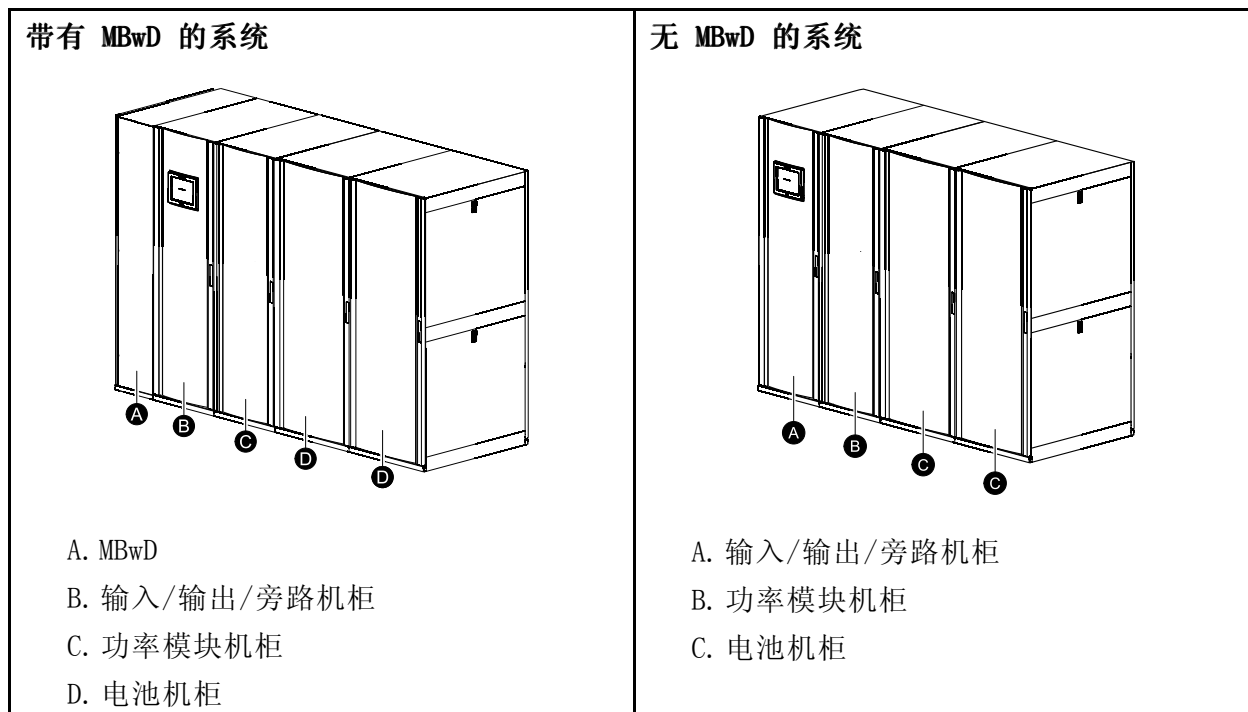 带有 MBwD 的系统
A
B
C
D
D
A. MBwD
B. 输入/输出/旁路机柜
C. 功率模块机柜
D. 电池机柜
无 MBwD 的系统
A
B
C
C
A. 输入/输出/旁路机柜
B. 功率模块机柜
C. 电池机柜